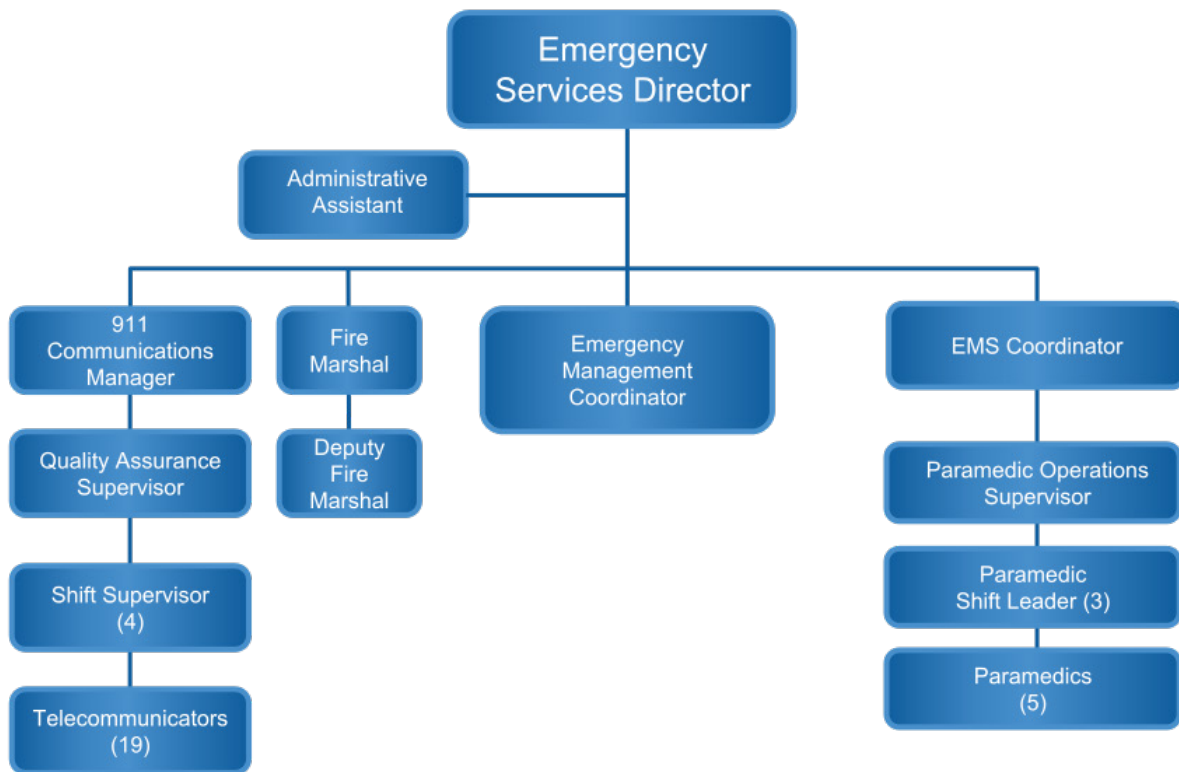 Emergency
Services Director
Administrative
Assistant
911
Communications
Manager
Fire
Marshal
Emergency
Management
Coordinator
EMS Coordinator
Quality Assurance
Supervisor
Deputy
Fire
Marshal
Paramedic Operations
Supervisor
Shift Supervisor
(4)
Paramedic
Shift Leader (3)
Telecommunicators
(19)
Paramedics
(5)